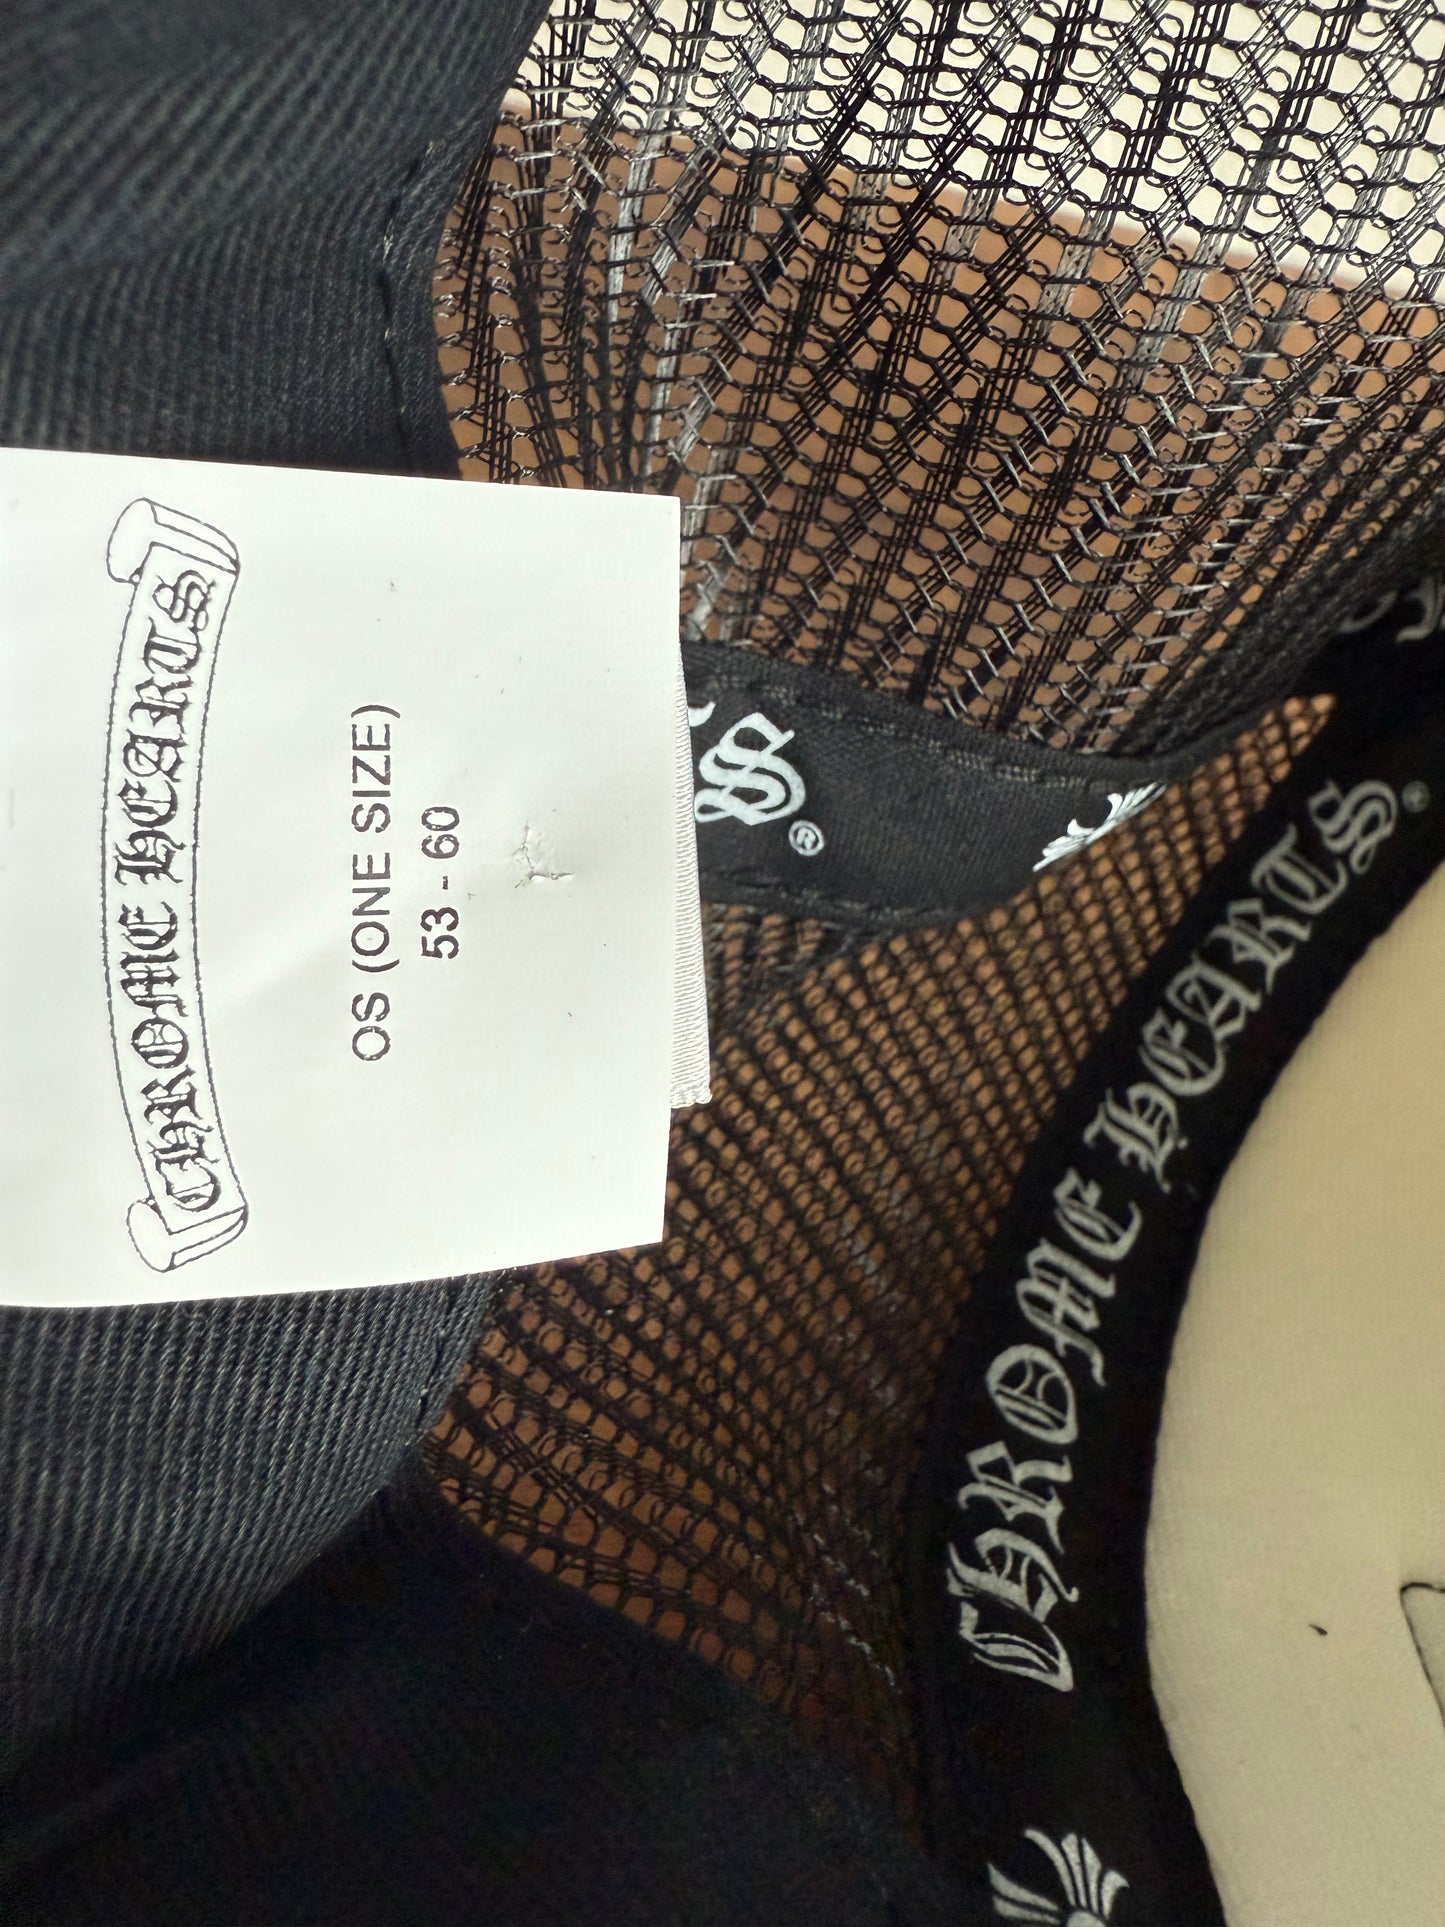 CHROME HEARTS
OS (ONE SIZE)
53 - 60
S®
CHROME HEARTS®